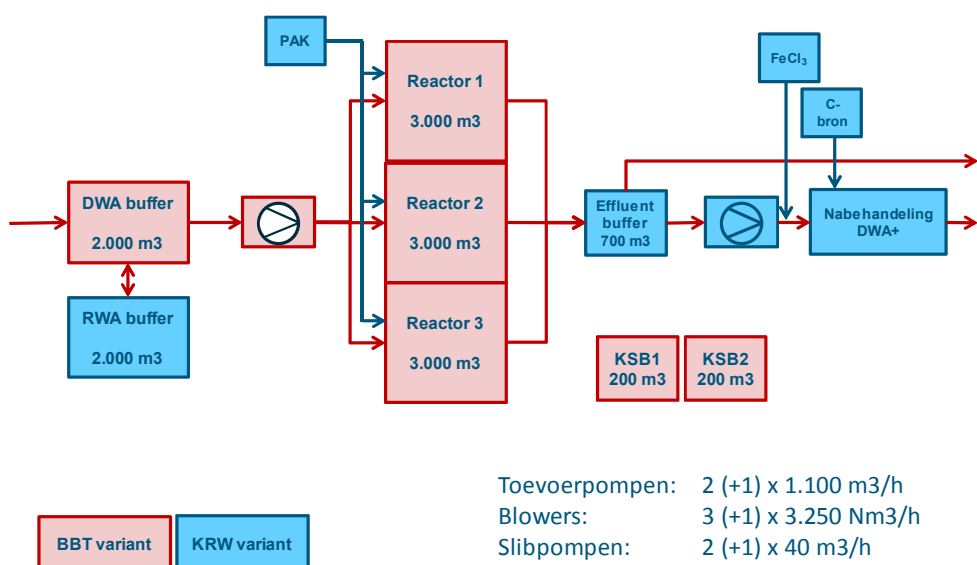 PAK
Reactor 1
3.000 m3
FeCl₃
C-
bron
DWA buffer
2.000 m3
Reactor 2
3.000 m3
Effluent
buffer
700 m3
Nabehandeling
DWA+
RWA buffer
2.000 m3
Reactor 3
3.000 m3
KSB1
200 m3
KSB2
200 m3
BBT variant
KRW variant
Toevoerpompen: 2 (+1) x 1.100 m3/h
Blowers: 3 (+1) x 3.250 Nm3/h
Slibpompen: 2 (+1) x 40 m3/h